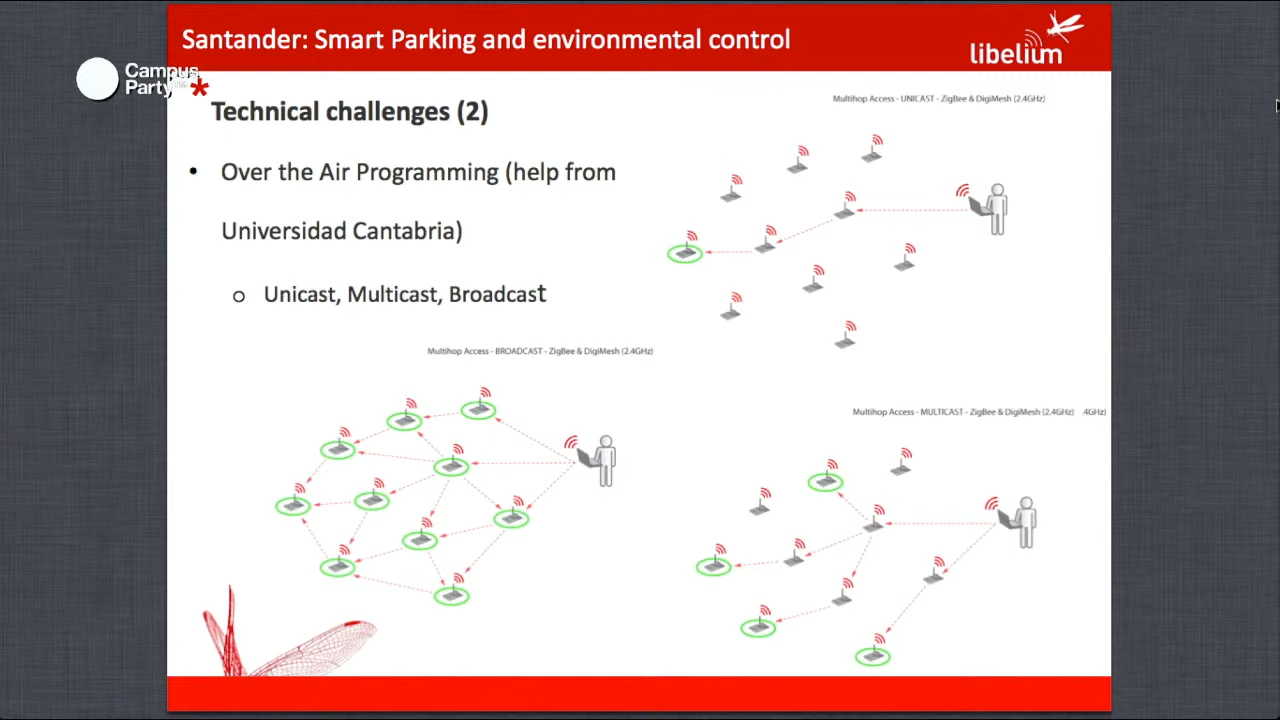 Santander: Smart Parking and environmental control
libelium
Campus
Party
*
Technical challenges (2)
Multihop Access - UNICAST - ZigBee & DigiMesh (2.4GHz)
• Over the Air Programming (help from
Universidad Cantabria)
o Unicast, Multicast, Broadcast
Multihop Access - BROADCAST - ZigBee & DigiMesh (2.4GHz)
Multihop Access - MULTICAST - ZigBee & DigiMesh (2.4GHz) .4GHz)